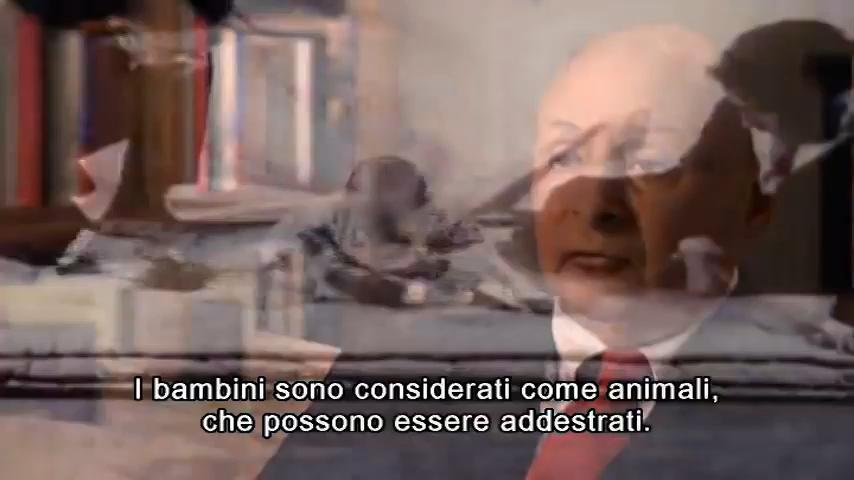 I bambini sono considerati come animali,
che possono essere addestrati.